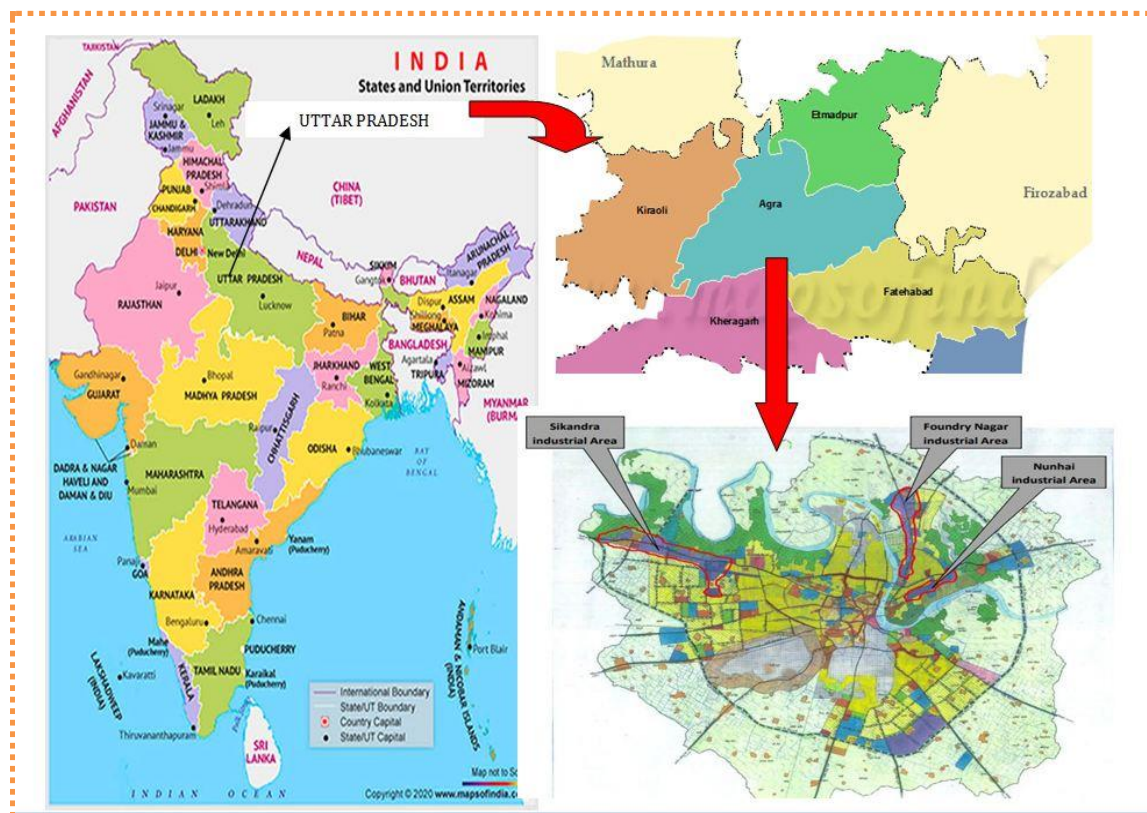 INDIA
States and Union Territories
UTTAR PRADESH
TAJIKISTAN
AFGHANISTAN
PAKISTAN
CHINA
(TIBET)
NEPAL
BHUTAN
BANGLADESH
MYANMAR
(BURM
SRI
LANKA
LADAKH
Leh
Srinagar
JAMMU &
KASHMIR
Jammu
HIMACHAL
PRADESH
Shimla
PUNJAB
CHANDIGARH
Dehradun
UTTARAKHAND
HARYANA
DELHI
New Delhi
UTTAR PRADESH
Lucknow
RAJASTHAN
Jaipur
SIKKIM
Gangtok
ARUNACHAL
PRADESH
Itanagar
Dispur
ASSAM
NAGALAND
Kohima
Shillong
MEGHALAYA
Imphal
MANIPUR
Agartala
TRIPURA
Aizawl
MIZORAM
BIHAR
Patna
JHARKHAND
Ranchi
WEST
BENGAL
Kolkata
Gandhinagar
GUJARAT
Bhopal
MADHYA PRADESH
CHHATTISGARH
Raipur
ODISHA
Bhubaneswar
Daman
DADRA & NAGAR
HAVELI AND
DAMAN & DIU
MAHARASHTRA
Mumbai
TELANGANA
Hyderabad
Amaravati
Yanam
(Puducherry)
ANDHRA
PRADESH
Panaji
GOA
KARNATAKA
Bengaluru
Chennai
Mahe
(Puducherry)
PUDUCHERRY
KERALA
TAMIL NADU
Karaikal
(Puducherry)
LAKSHADWEEP
(INDIA)
Kavaratti
Thiruvananthapuram
ANDAMAN & NICOBAR ISLANDS
(INDIA)
Port Blair
ARABIAN
SEA
BAY
OF
BENGAL
INDIAN OCEAN
International Boundary
State/UT Boundary
Country Capital
State/UT Capital
Map not to Sc
Copyright © 2020 www.mapsofindia.c
Mathura
Etmadpur
Firozabad
Kiraoli
Agra
Fatehabad
Kheragarh
Sikandra
industrial Area
Foundry Nagar
industrial Area
Nunhai
industrial Area